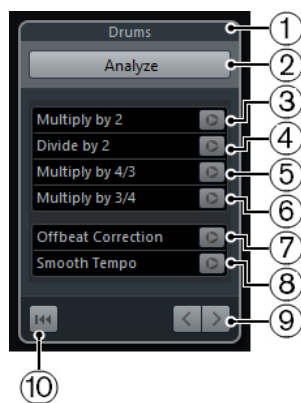 Drums
1
Analyze
2
3
Multiply by 2
4
Divide by 2
5
Multiply by 4/3
6
Multiply by 3/4
7
Offbeat Correction
8
Smooth Tempo
9
10